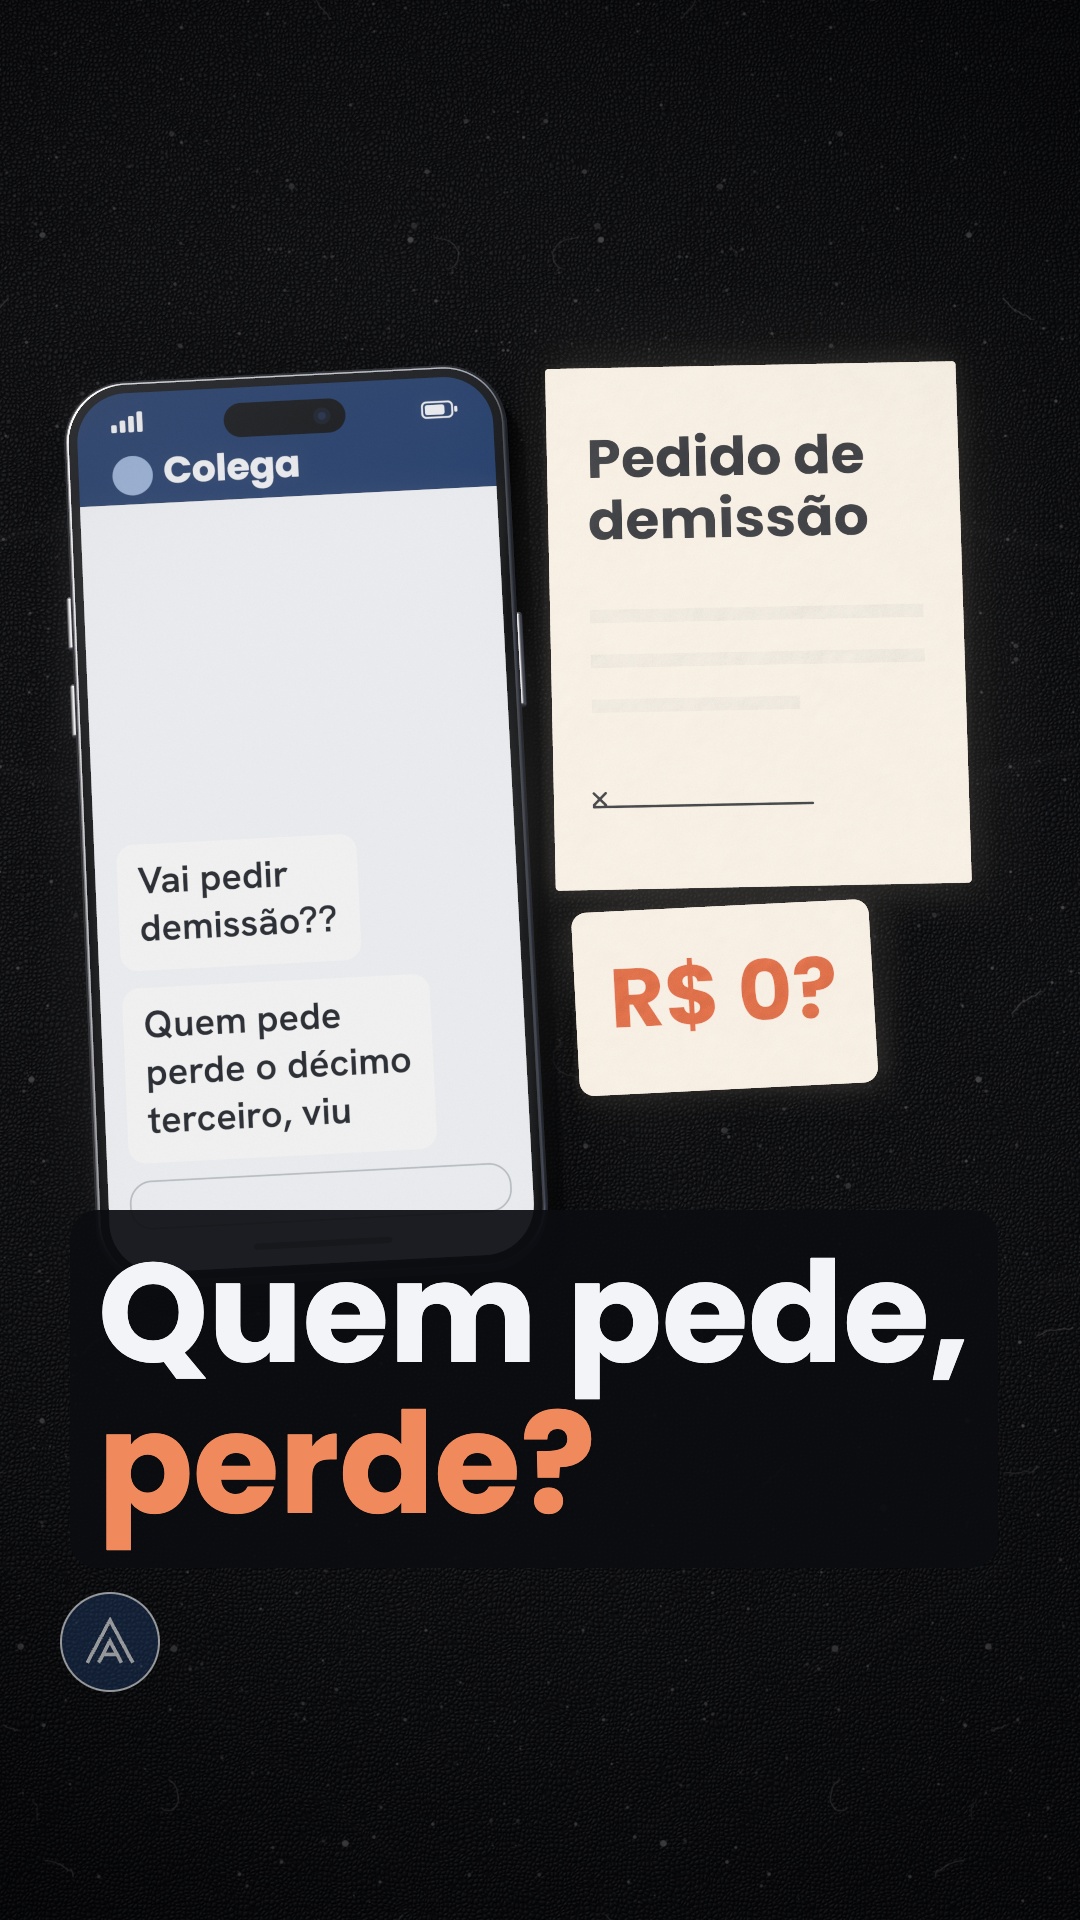 Colega
Vai pedir
demissão??
Quem pede
perde o décimo
terceiro, viu
Pedido de
demissão
×
R$ 0?
Quem pede,
perde?